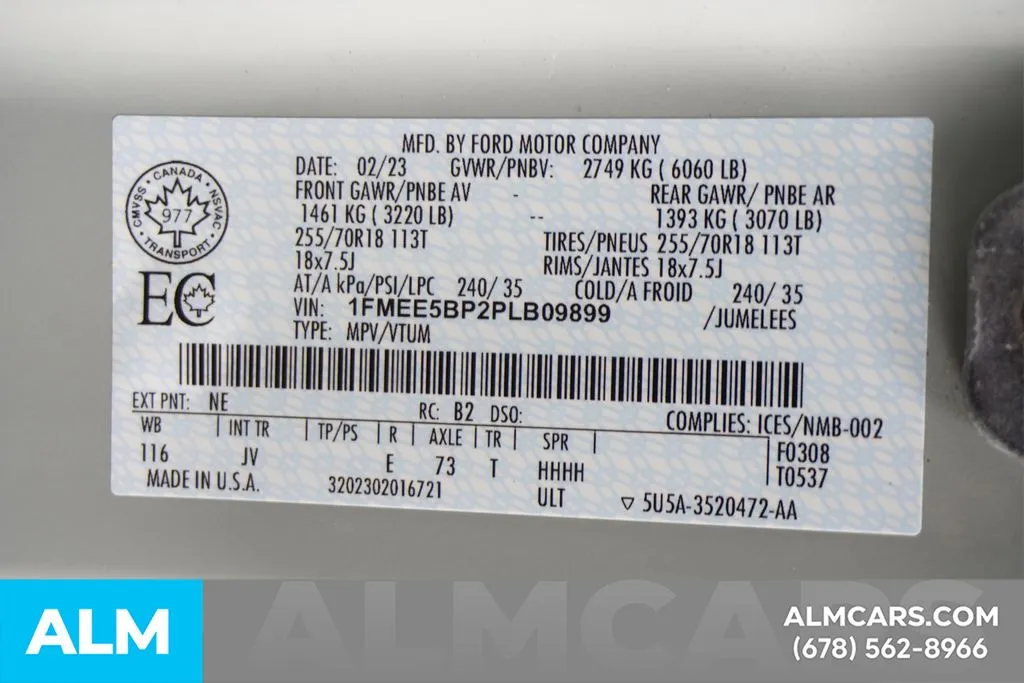 MFD. BY FORD MOTOR COMPANY
DATE: 02/23 GVWR/PNBV: 2749 KG ( 6060 LB)
FRONT GAWR/PNBE AV - REAR GAWR/ PNBE AR
1461 KG ( 3220 LB) -- 1393 KG ( 3070 LB)
255/70R18 113T TIRES/PNEUS 255/70R18 113T
18x7.5J RIMS/JANTES 18x7.5J
AT/A kPa/PSI/LPC 240/ 35 COLD/A FROID 240/ 35
VIN: 1FMEE5BP2PLB09899 /JUMELEES
TYPE: MPV/VTUM
CMVSS · CANADA · NSVAC · TRANSPORT ·
977
EC
EXT PNT: NE RC: B2 DSO: COMPLIES: ICES/NMB-002
WB | INT TR | TP/PS | R | AXLE | TR | SPR | F0308
116 JV E 73 T HHHH T0537
MADE IN U.S.A. 3202302016721 ULT ▽ 5U5A-3520472-AA
ALM
ALMCARS
ALMCARS.COM
(678) 562-8966